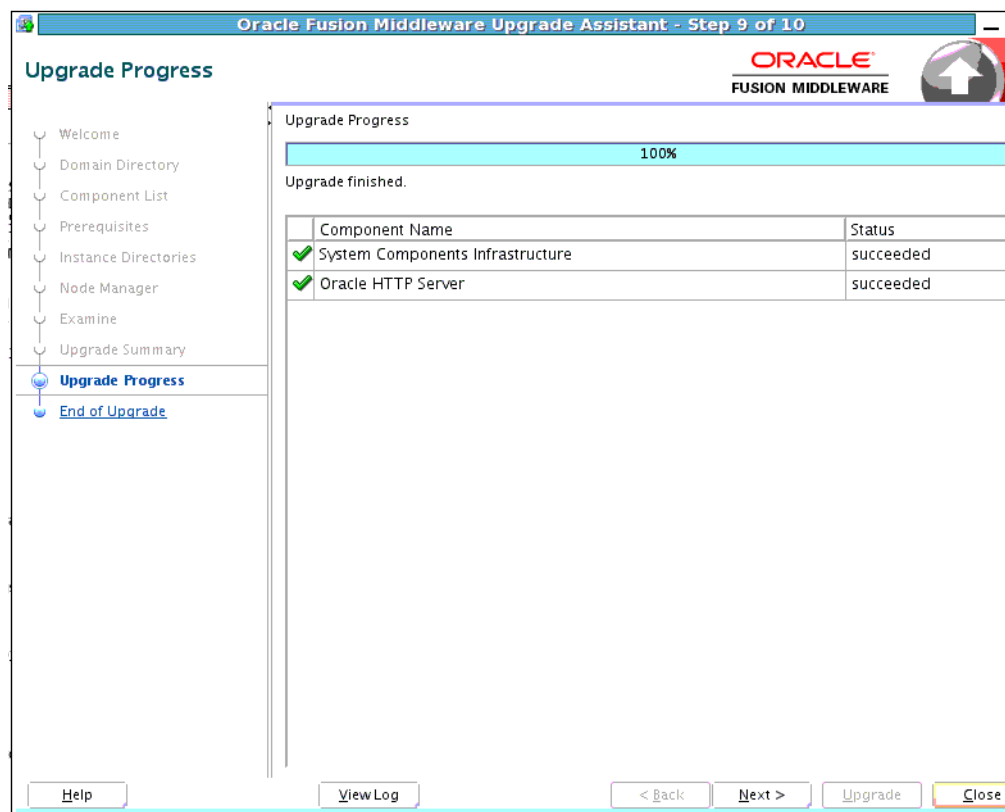 Oracle Fusion Middleware Upgrade Assistant - Step 9 of 10
Upgrade Progress
ORACLE
FUSION MIDDLEWARE
Welcome
Domain Directory
Component List
Prerequisites
Instance Directories
Node Manager
Examine
Upgrade Summary
Upgrade Progress
End of Upgrade
Upgrade Progress
100%
Upgrade finished.
Component Name Status
System Components Infrastructure succeeded
Oracle HTTP Server succeeded
Help View Log < Back Next > Upgrade Close